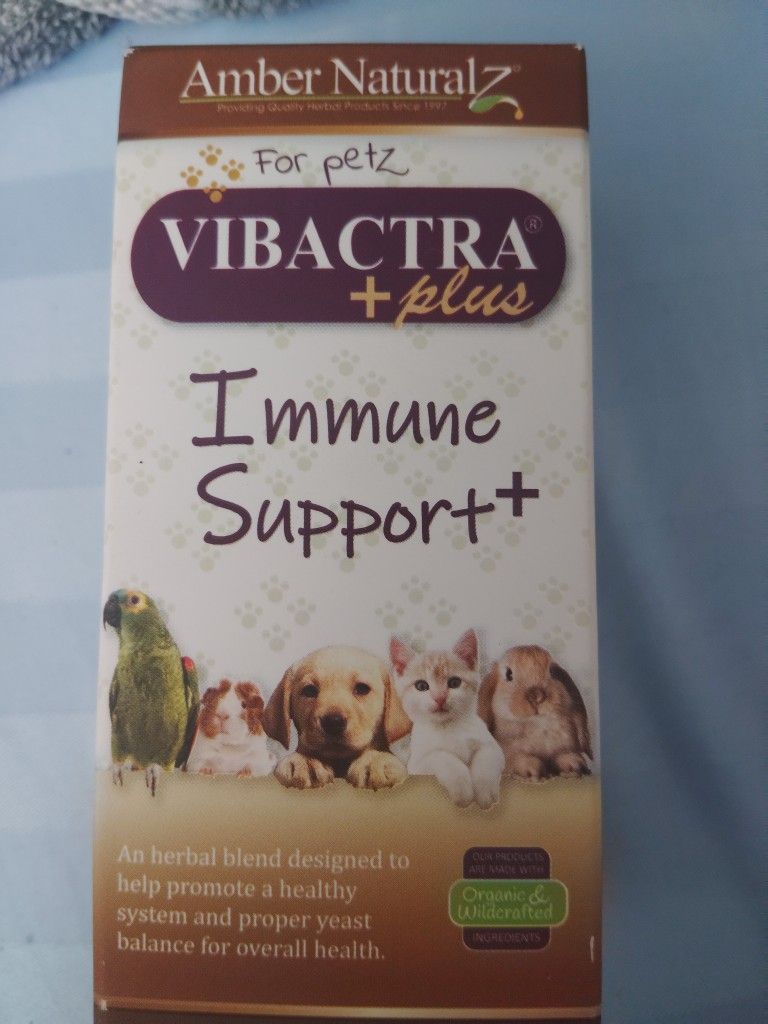 Amber NaturalZ
Providing Quality Herbal Products Since 1997
For petz
VIBACTRA®
+plus
Immune
Support+
An herbal blend designed to
help promote a healthy
system and proper yeast
balance for overall health.
OUR PRODUCTS
ARE MADE WITH
Organic &
Wildcrafted
INGREDIENTS